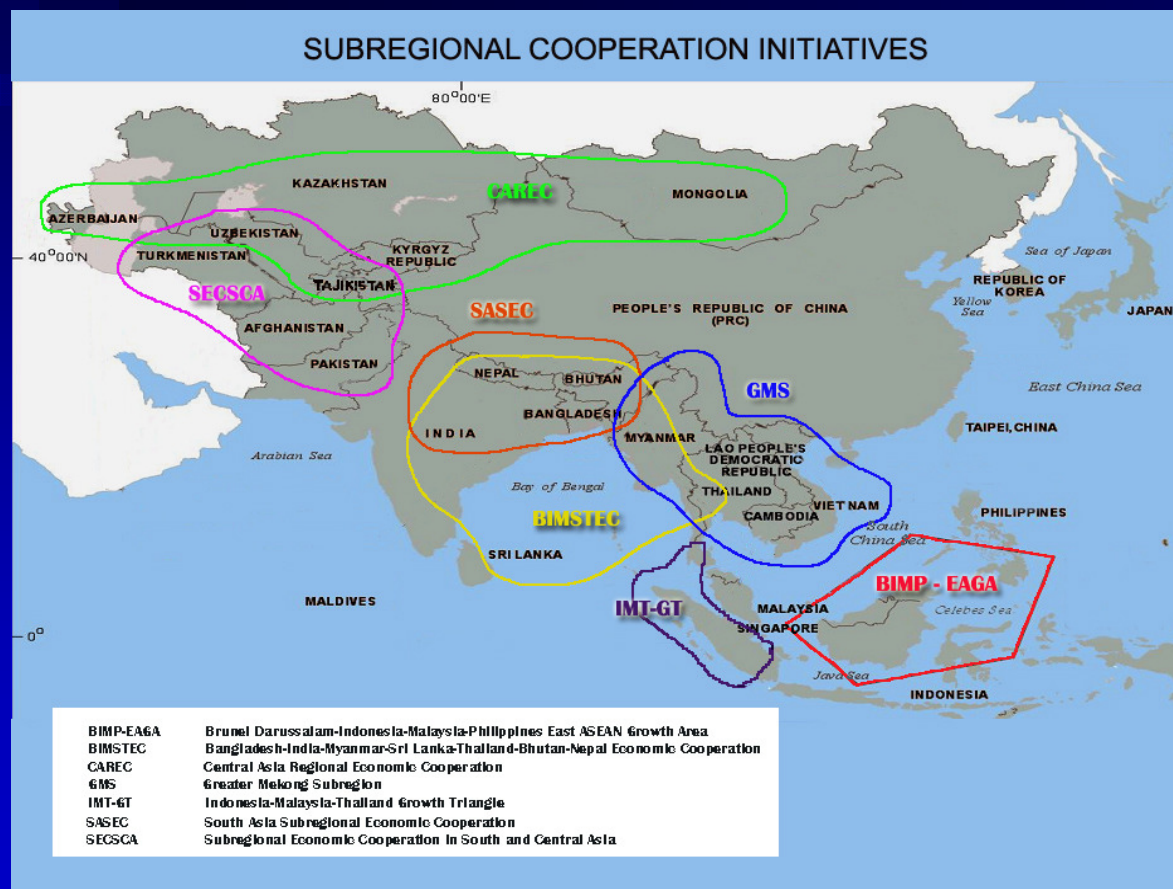 SUBREGIONAL COOPERATION INITIATIVES
80°00'E
KAZAKHSTAN
CAREC
MONGOLIA
AZERBAIJAN
UZBEKISTAN
40°00'N
TURKMENISTAN
KYRGYZ
REPUBLIC
Sea of Japan
SECSCA
TAJIKISTAN
REPUBLIC OF
KOREA
SASEC
PEOPLE'S REPUBLIC OF CHINA
(PRC)
Yellow
Sea
JAPAN
AFGHANISTAN
PAKISTAN
NEPAL
BHUTAN
GMS
East China Sea
BANGLADESH
INDIA
MYANMAR
TAIPEI,CHINA
Arabian Sea
LAO PEOPLE'S
DEMOCRATIC
REPUBLIC
Bay of Bengal
THAILAND
VIET NAM
CAMBODIA
PHILIPPINES
BIMSTEC
South
China Sea
SRI LANKA
BIMP - EAGA
MALDIVES
IMT-GT
MALAYSIA
Celebes Sea
SINGAPORE
0°
Java Sea
INDONESIA
BIMP-EAGA Brunei Darussalam-Indonesia-Malaysia-Philippines East ASEAN Growth Area
BIMSTEC Bangladesh-India-Myanmar-Sri Lanka-Thailand-Bhutan-Nepal Economic Cooperation
CAREC Central Asia Regional Economic Cooperation
GMS Greater Mekong Subregion
IMT-GT Indonesia-Malaysia-Thailand Growth Triangle
SASEC South Asia Subregional Economic Cooperation
SECSCA Subregional Economic Cooperation in South and Central Asia